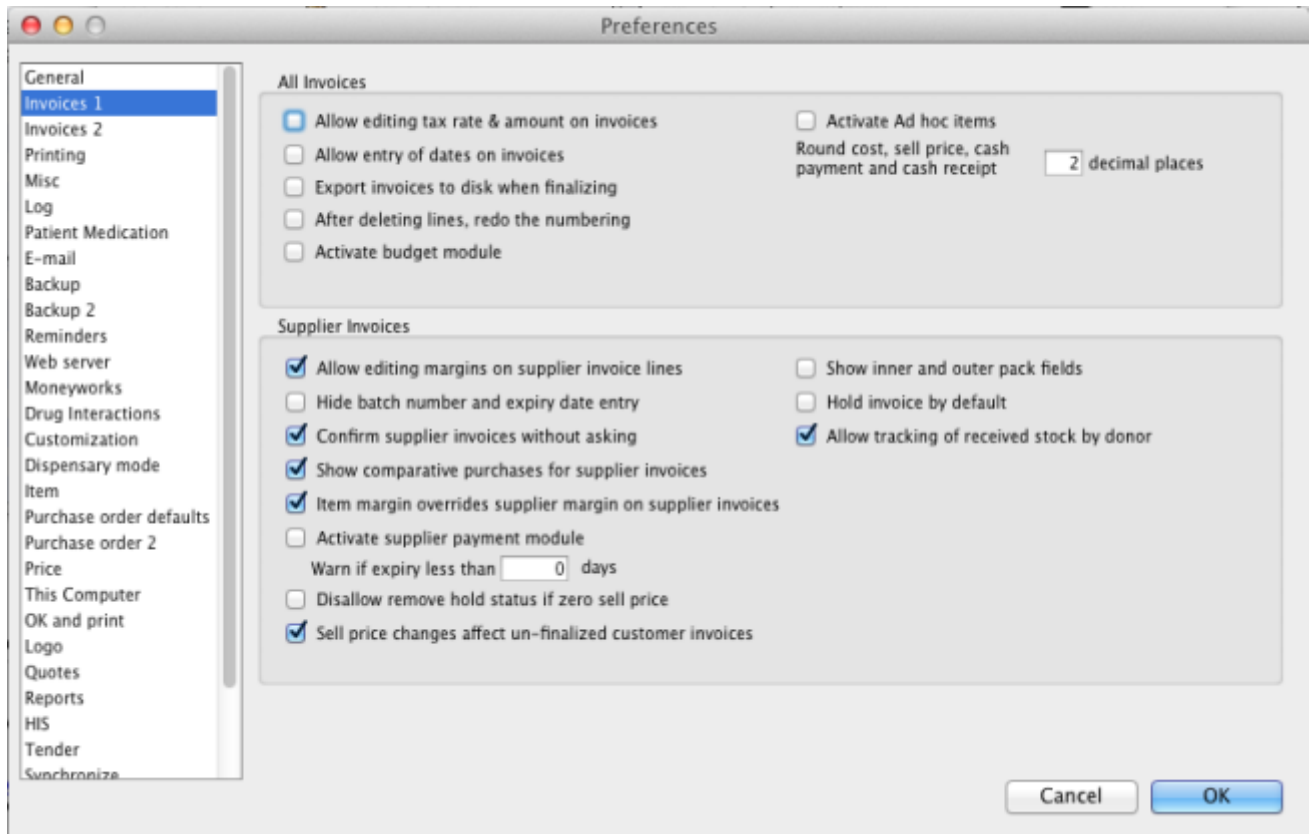 Preferences
General
Invoices 1
Invoices 2
Printing
Misc
Log
Patient Medication
E-mail
Backup
Backup 2
Reminders
Web server
Moneyworks
Drug Interactions
Customization
Dispensary mode
Item
Purchase order defaults
Purchase order 2
Price
This Computer
OK and print
Logo
Quotes
Reports
HIS
Tender
Synchronize
All Invoices
Allow editing tax rate & amount on invoices
Allow entry of dates on invoices
Export invoices to disk when finalizing
After deleting lines, redo the numbering
Activate budget module
Activate Ad hoc items
Round cost, sell price, cash
payment and cash receipt 2 decimal places
Supplier Invoices
Allow editing margins on supplier invoice lines
Hide batch number and expiry date entry
Confirm supplier invoices without asking
Show comparative purchases for supplier invoices
Item margin overrides supplier margin on supplier invoices
Activate supplier payment module
Warn if expiry less than 0 days
Disallow remove hold status if zero sell price
Sell price changes affect un-finalized customer invoices
Show inner and outer pack fields
Hold invoice by default
Allow tracking of received stock by donor
Cancel
OK